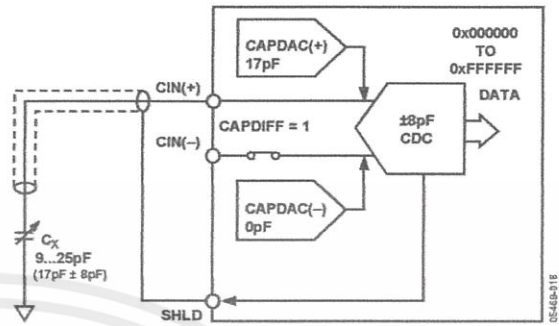 CAPDAC(+)
17pF
0x000000
TO
0xFFFFFF
DATA
CIN(+)
CAPDIFF = 1
±8pF
CDC
CIN(–)
CAPDAC(–)
0pF
CX
9...25pF
(17pF ± 8pF)
SHLD
05469-018